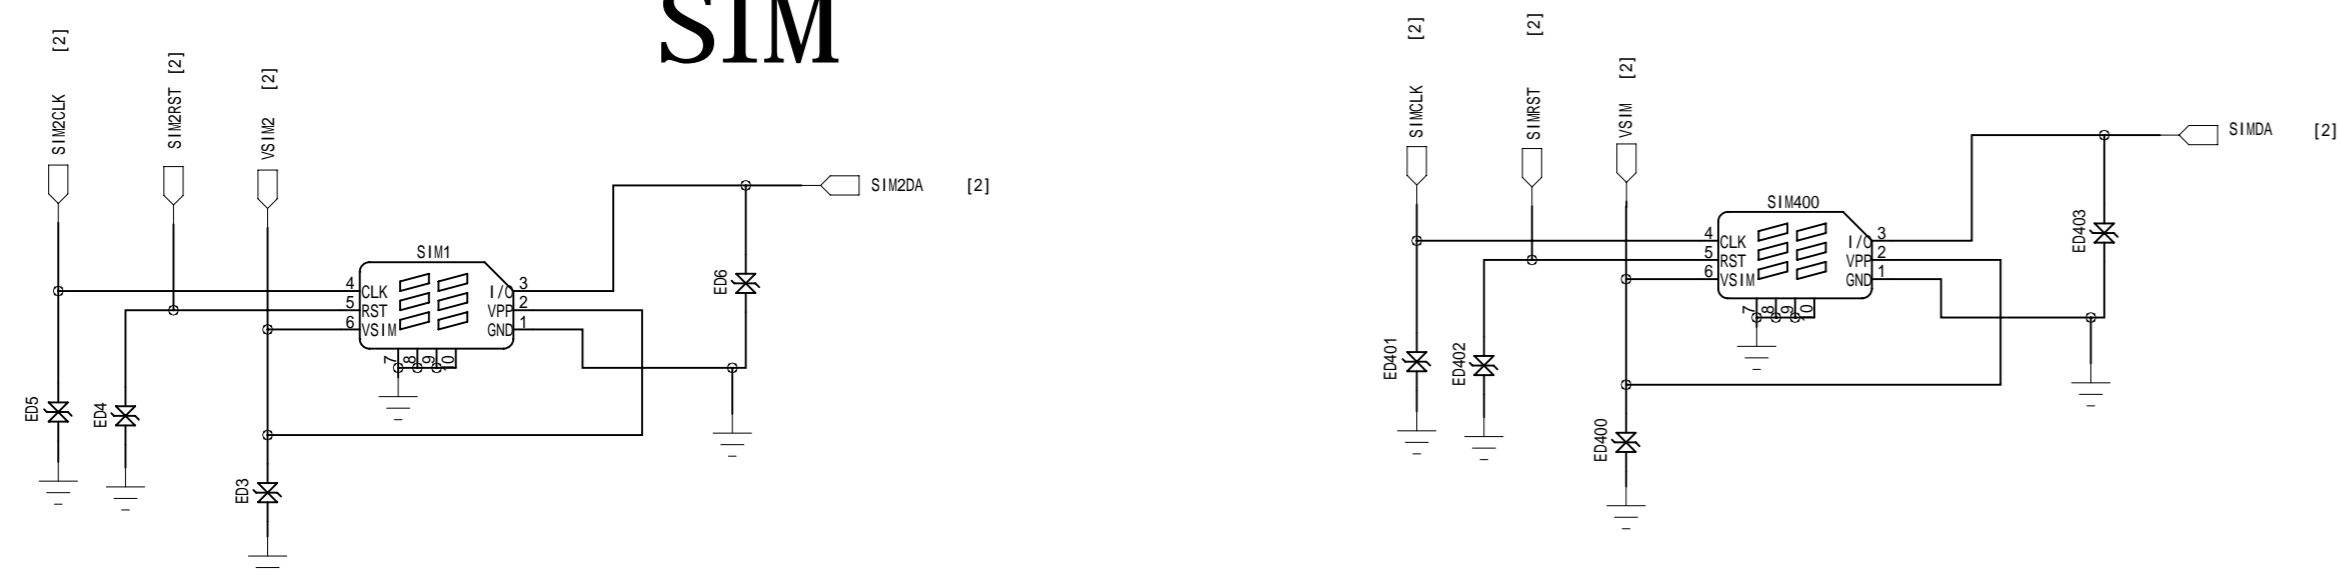 SIM
SIM2CLK [2]
SIM2RST [2]
VSIM2 [2]
SIM2DA [2]
SIM1
4 CLK
5 RST
6 VSIM
I/O 3
VPP 2
GND 1
7 8 9 10
ED5
ED4
ED3
ED6
SIMCLK [2]
SIMRST [2]
VSIM [2]
SIMDA [2]
SIM400
4 CLK
5 RST
6 VSIM
I/O 3
VPP 2
GND 1
7 8 9 10
ED401
ED402
ED400
ED403